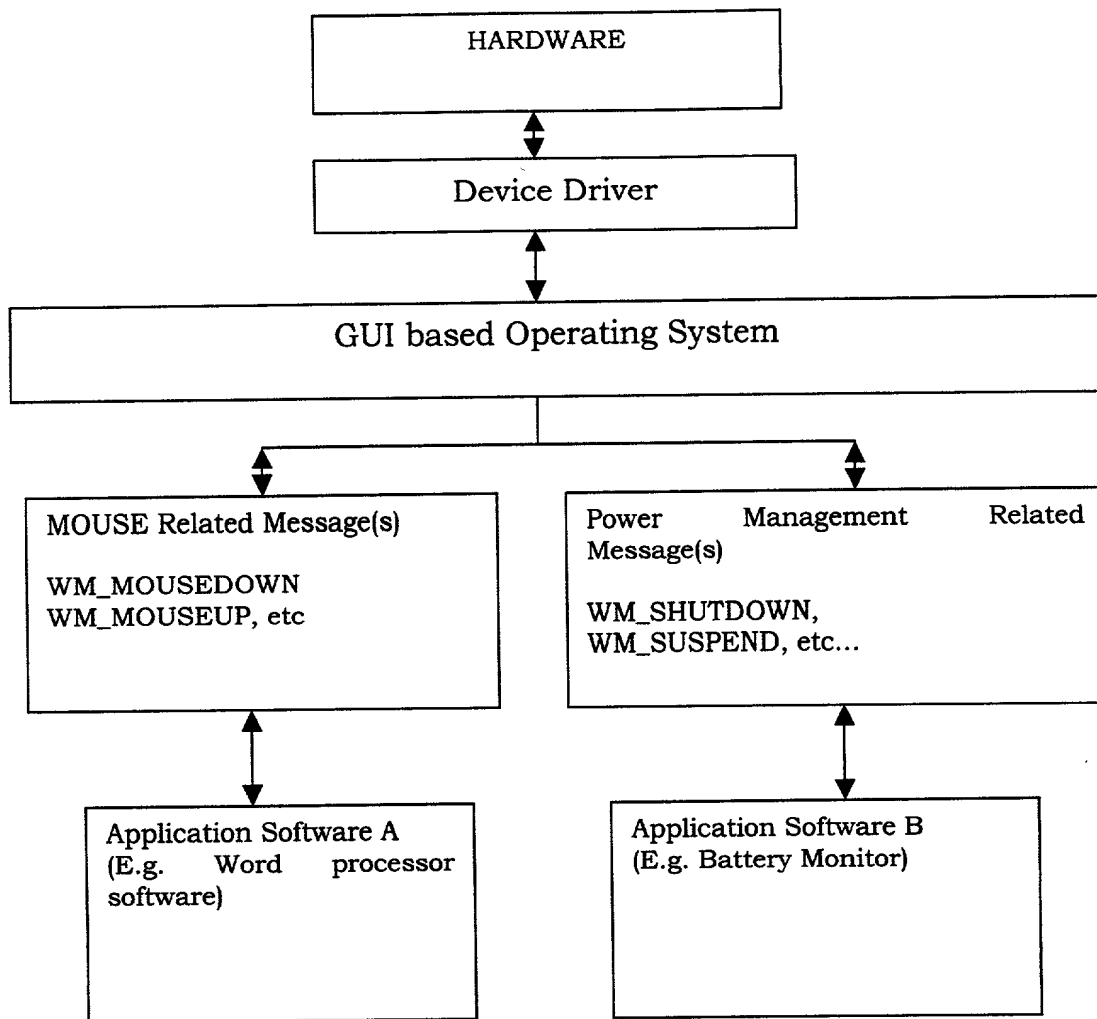 HARDWARE
Device Driver
GUI based Operating System
MOUSE Related Message(s)
WM_MOUSEDOWN
WM_MOUSEUP, etc
Power Management Related
Message(s)
WM_SHUTDOWN,
WM_SUSPEND, etc...
Application Software A
(E.g. Word processor
software)
Application Software B
(E.g. Battery Monitor)